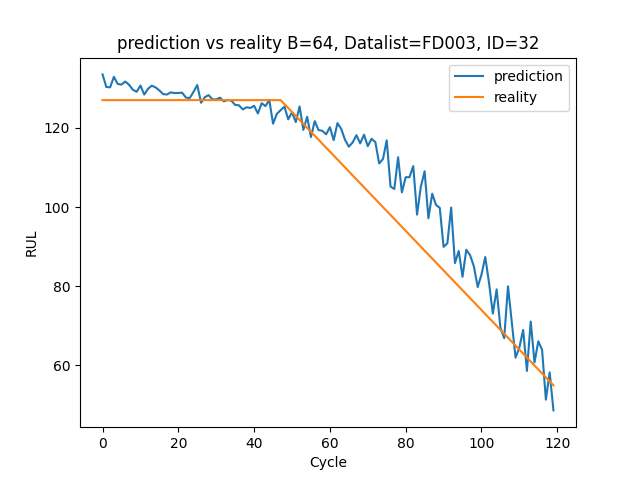 prediction vs reality B=64, Datalist=FD003, ID=32
prediction
reality
120
100
80
60
RUL
0 20 40 60 80 100 120
Cycle